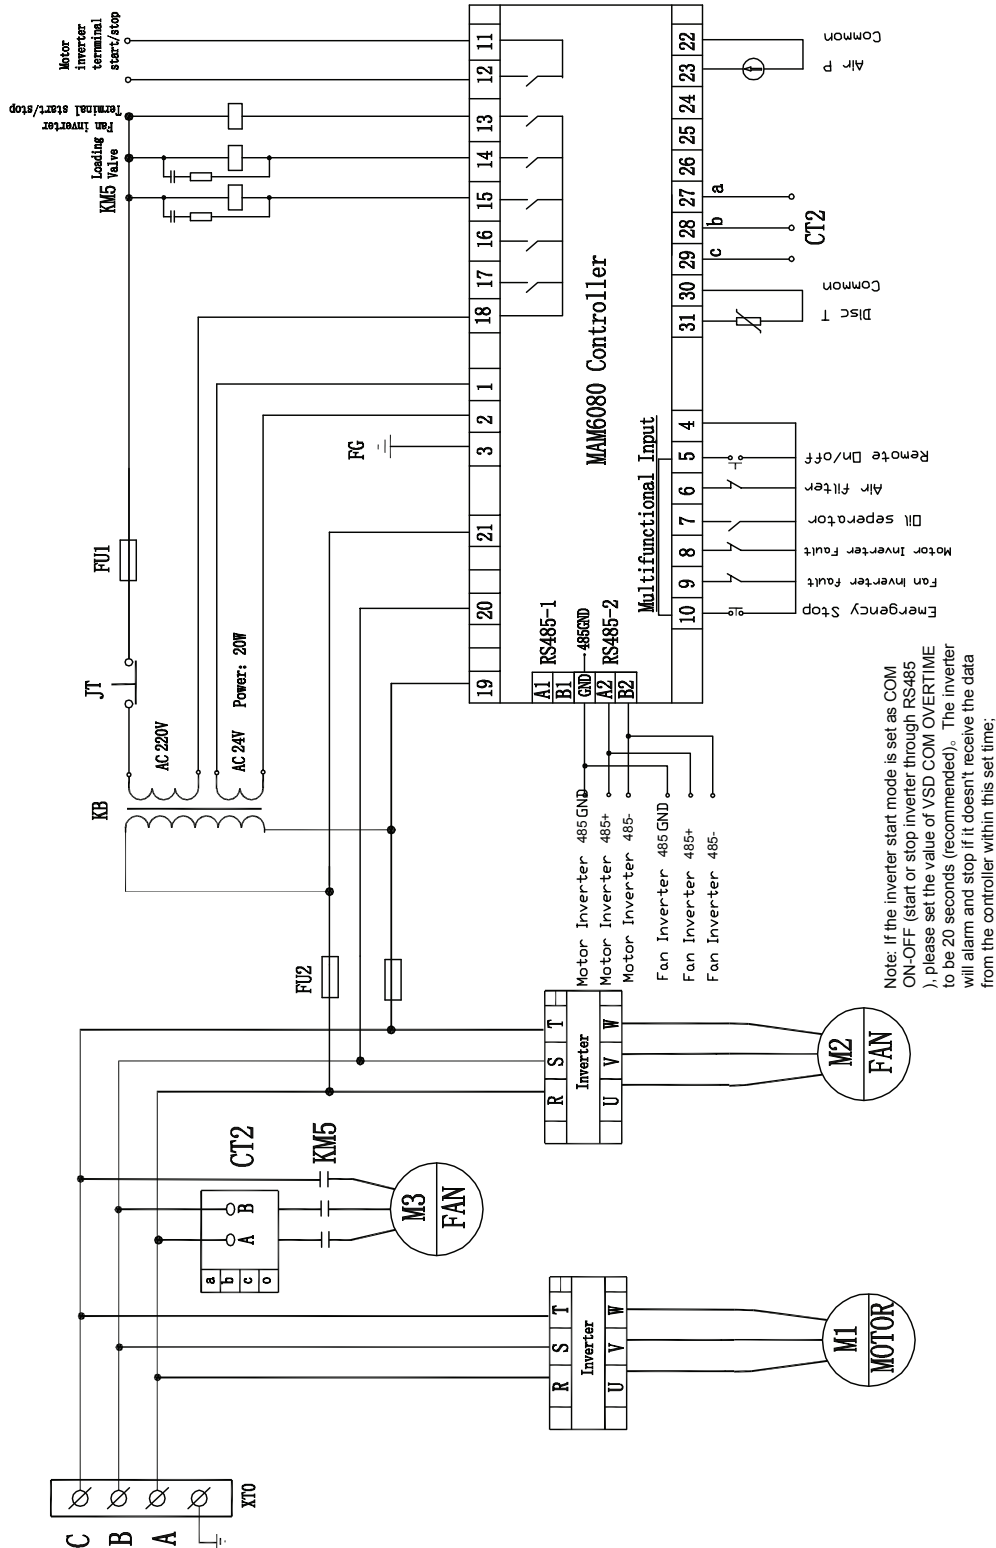 Motor
inverter
ternminal
start/stop
Fan inverter
Terminal start/stop
Loading
Valve
KM5
11
12
13
14
15
16
17
18
1
2
3
21
20
19
22
23
24
25
26
27
28
29
30
31
4
5
6
7
8
9
10
Common
Air P
a
b
c
CT2
Common
Disc T
MAM6080 Controller
Multifunctional Input
Remote On/off
Air filter
Oil seperator
Motor Inverter Fault
Fan Inverter fault
Emergency Stop
FG
FU1
JT
Power: 20W
AC 220V
AC 24V
KB
RS485-1
485GND
RS485-2
A1
B1
GND
A2
B2
Motor Inverter 485GND
Motor Inverter 485+
Motor Inverter 485-
Fan Inverter 485GND
Fan Inverter 485+
Fan Inverter 485-
FU2
R S T
Inverter
U V W
M2
FAN
CT2
KM5
A
B
a
b
c
o
M3
FAN
R S T
Inverter
U V W
M1
MOTOR
C
B
A
XT0
Note: If the inverter start mode is set as COM
ON-OFF (start or stop inverter through RS485
), please set the value of VSD COM OVERTIME
to be 20 seconds (recommended)。The inverter
will alarm and stop if it doesn't receive the data
from the controller within this set time;